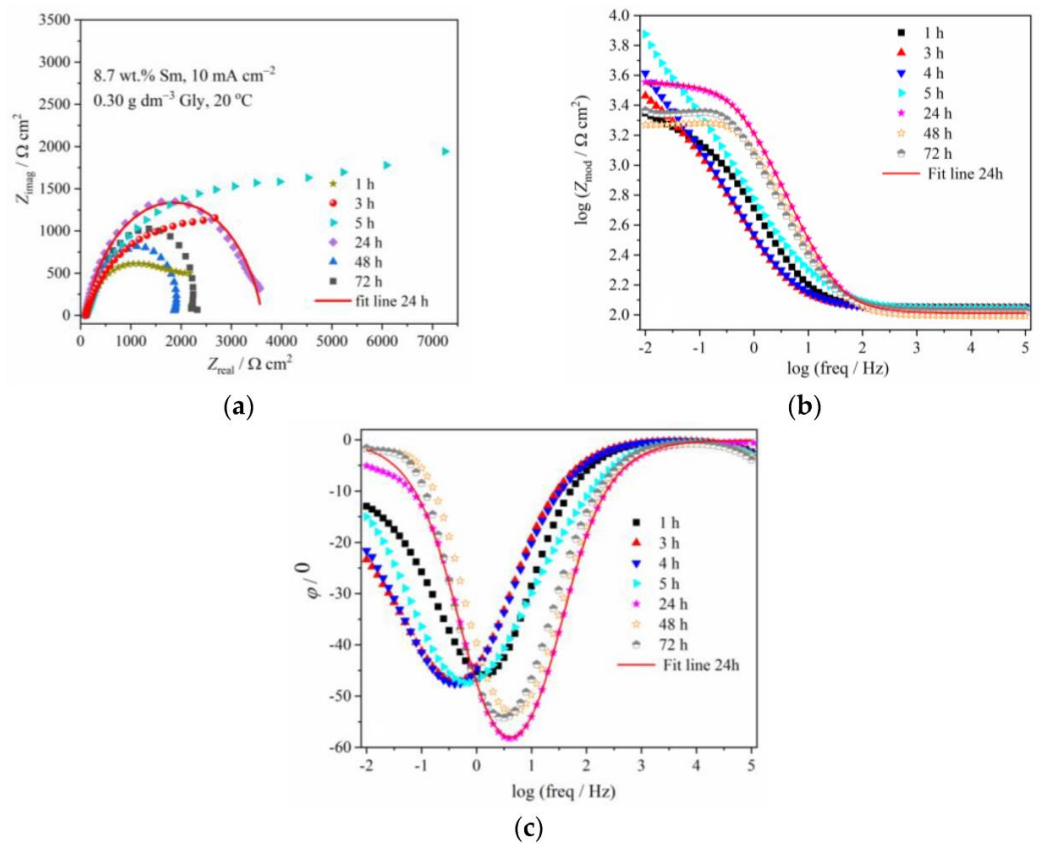 3500
3000
2500
2000
1500
1000
500
0
Z_imag / Ω cm²
8.7 wt.% Sm, 10 mA cm⁻²
0.30 g dm⁻³ Gly, 20 °C
1 h
3 h
5 h
24 h
48 h
72 h
fit line 24 h
0 1000 2000 3000 4000 5000 6000 7000
Z_real / Ω cm²
(a)
4.0
3.8
3.6
3.4
3.2
3.0
2.8
2.6
2.4
2.2
2.0
log (Z_mod / Ω cm²)
1 h
3 h
4 h
5 h
24 h
48 h
72 h
Fit line 24h
-2 -1 0 1 2 3 4 5
log (freq / Hz)
(b)
0
-10
-20
-30
-40
-50
-60
φ / 0
1 h
3 h
4 h
5 h
24 h
48 h
72 h
Fit line 24h
-2 -1 0 1 2 3 4 5
log (freq / Hz)
(c)